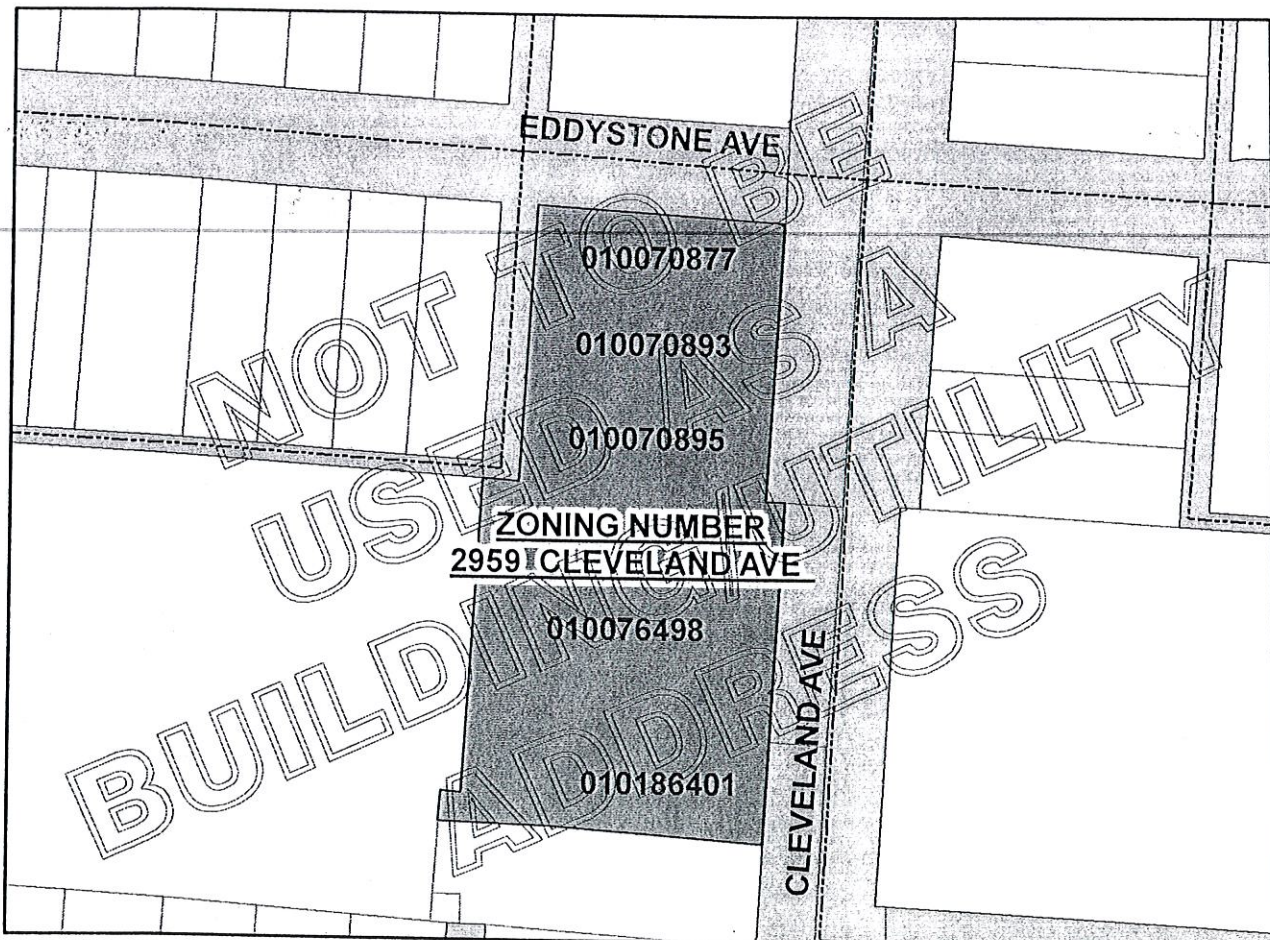 EDDYSTONE AVE
010070877
010070893
010070895
ZONING NUMBER
2959 CLEVELAND AVE
010076498
010186401
CLEVELAND AVE
NOT TO BE
USED AS A
BUILDING/UTILITY
ADDRESS